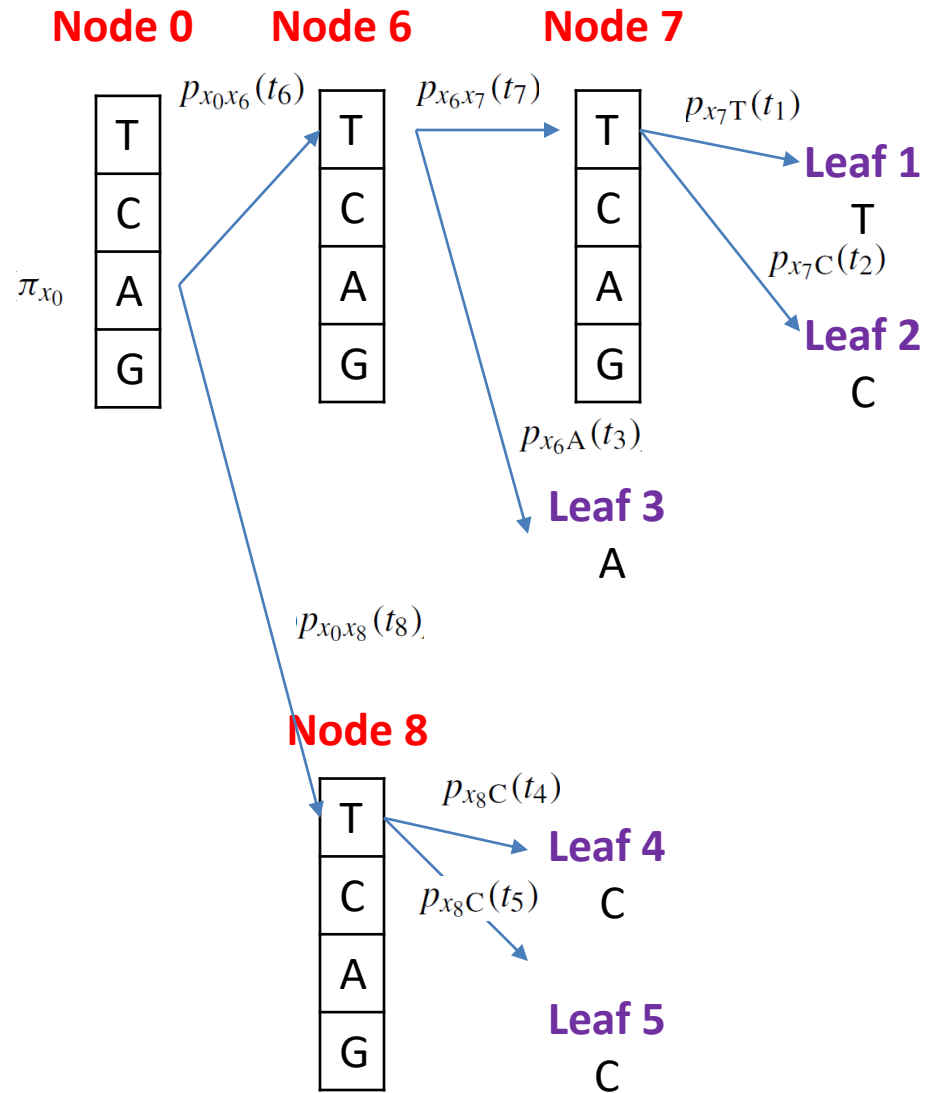 Node 0 Node 6 Node 7
p_{x_0x_6}(t_6) p_{x_6x_7}(t_7) p_{x_7T}(t_1)
T T T
Leaf 1
C C C T
π_{x_0} A A A p_{x_7C}(t_2)
Leaf 2
G G G C
p_{x_6A}(t_3)
Leaf 3
A
p_{x_0x_8}(t_8)
Node 8
p_{x_8C}(t_4)
T
Leaf 4
C p_{x_8C}(t_5) C
A
Leaf 5
G
C